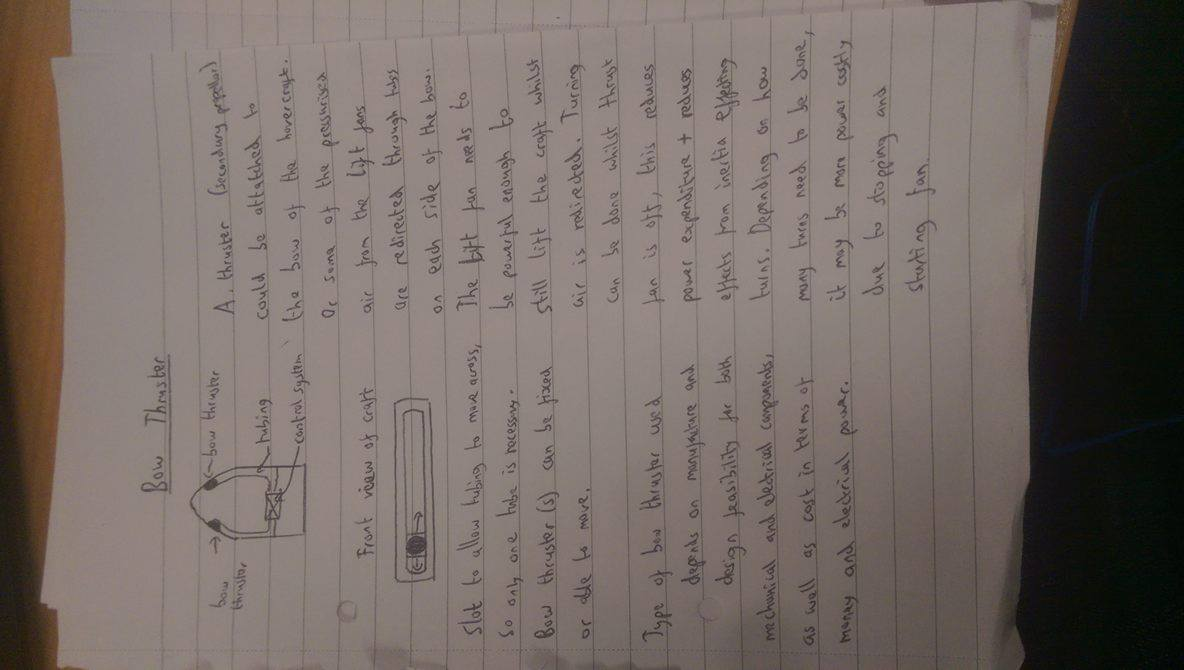 Bow Thruster
bow thruster
bow
thruster
tubing
control system
Front view of craft
Slot to allow tubing to move across,
So only one tube is necessary.
Bow thruster(s) can be fixed
or able to move.
Type of bow thruster used
depends on manufacture and
design feasibility for both
mechanical and electrical components,
as well as cost in terms of
money and electrical power.
A thruster (secondary propellor)
could be attatched to
the bow of the hovercraft.
Or some of the pressurised
air from the lift fans
are redirected through tubes
on each side of the bow.
The lift fan needs to
be powerful enough to
still lift the craft whilst
air is redirected. Turning
can be done whilst thrust
fan is off, this reduces
power expenditure + reduces
effects from inertia effecting
turns. Depending on how
many turns need to be done,
it may be more power costly
due to stopping and
starting fan.